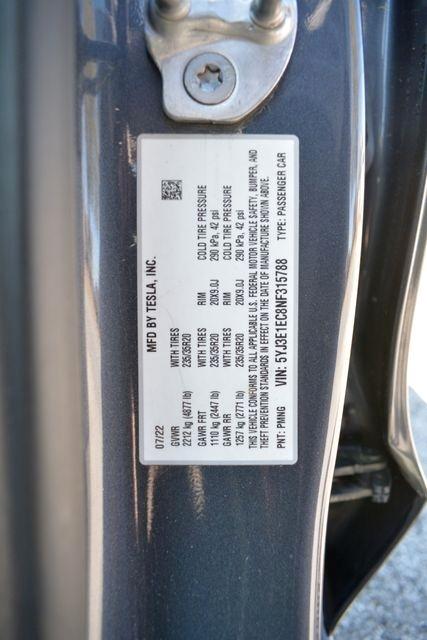 07/22 MFD BY TESLA, INC.
GVWR WITH TIRES
2212 kg (4877 lb) 235/35R20
GAWR FRT WITH TIRES RIM COLD TIRE PRESSURE
1110 kg (2447 lb) 235/35R20 20X9.0J 290 kPa, 42 psi
GAWR RR WITH TIRES RIM COLD TIRE PRESSURE
1257 kg (2771 lb) 235/35R20 20X9.0J 290 kPa, 42 psi
THIS VEHICLE CONFORMS TO ALL APPLICABLE U.S. FEDERAL MOTOR VEHICLE SAFETY, BUMPER, AND
THEFT PREVENTION STANDARDS IN EFFECT ON THE DATE OF MANUFACTURE SHOWN ABOVE.
PNT: PMNG VIN: 5YJ3E1EC8NF315788 TYPE: PASSENGER CAR